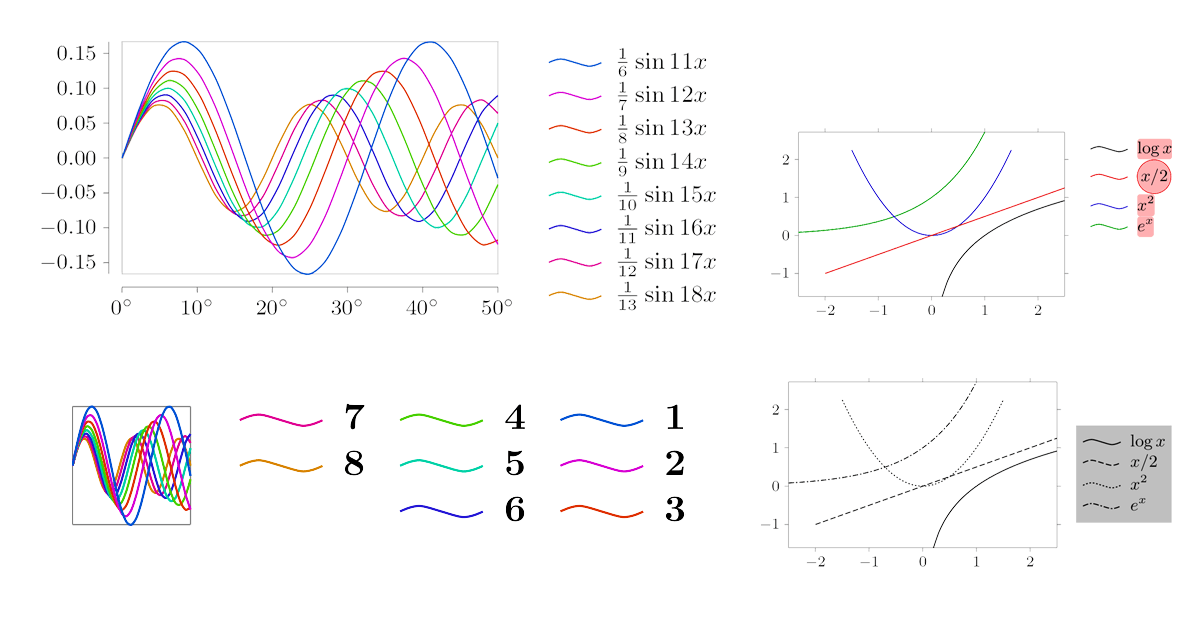 0.15
0.10
0.05
0.00
−0.05
−0.10
−0.15
0° 10° 20° 30° 40° 50°
1/6 sin 11x
1/7 sin 12x
1/8 sin 13x
1/9 sin 14x
1/10 sin 15x
1/11 sin 16x
1/12 sin 17x
1/13 sin 18x
2
1
0
−1
−2 −1 0 1 2
log x
x/2
x²
eˣ
7 4 1
8 5 2
6 3
2
1
0
−1
−2 −1 0 1 2
log x
x/2
x²
eˣ